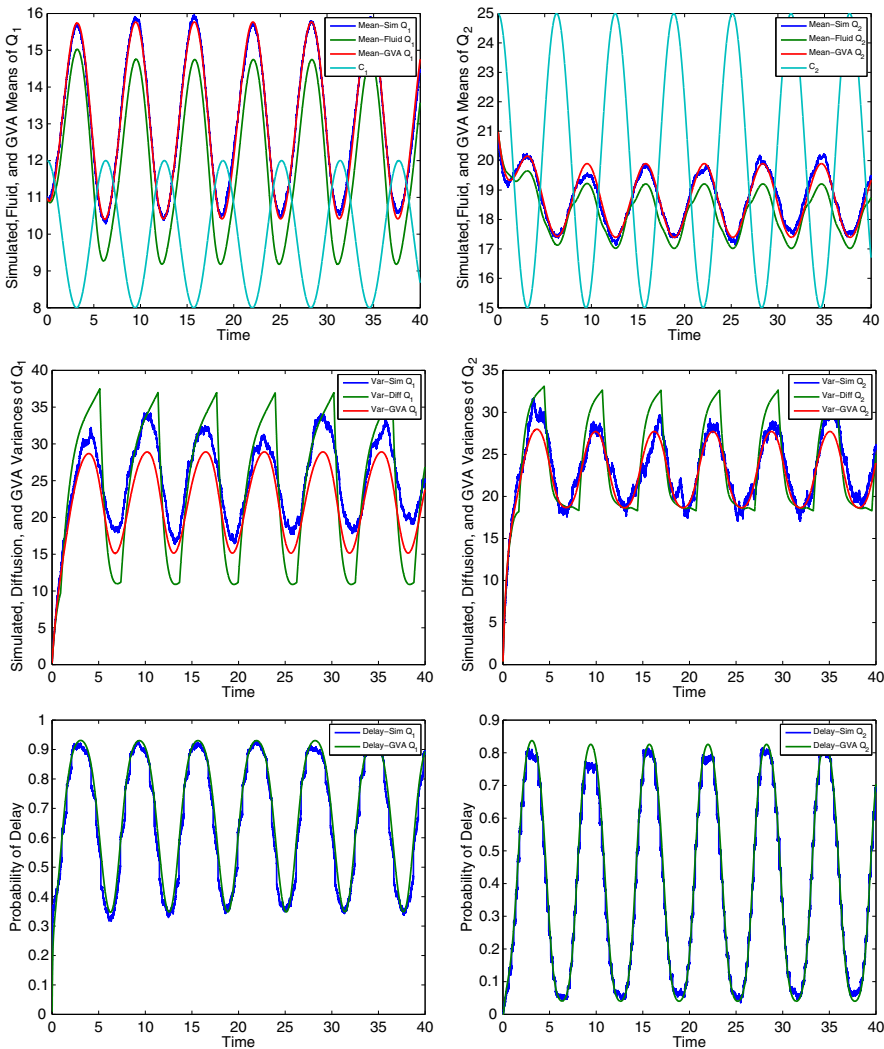 Simulated,Fluid, and GVA Means of Q1
16
15
14
13
12
11
10
9
8
0 5 10 15 20 25 30 35 40
Time
Mean−Sim Q1
Mean−Fluid Q1
Mean−GVA Q1
C1
Simulated,Fluid, and GVA Means of Q2
25
24
23
22
21
20
19
18
17
16
15
0 5 10 15 20 25 30 35 40
Time
Mean−Sim Q2
Mean−Fluid Q2
Mean−GVA Q2
C2
Simulated, Diffusion, and GVA Variances of Q1
40
35
30
25
20
15
10
5
0
0 5 10 15 20 25 30 35 40
Time
Var−Sim Q1
Var−Diff Q1
Var−GVA Q1
Simulated, Diffusion, and GVA Variances of Q2
35
30
25
20
15
10
5
0
0 5 10 15 20 25 30 35 40
Time
Var−Sim Q2
Var−Diff Q2
Var−GVA Q2
Probability of Delay
1
0.9
0.8
0.7
0.6
0.5
0.4
0.3
0.2
0.1
0
0 5 10 15 20 25 30 35 40
Time
Delay−Sim Q1
Delay−GVA Q1
Probability of Delay
0.9
0.8
0.7
0.6
0.5
0.4
0.3
0.2
0.1
0
0 5 10 15 20 25 30 35 40
Time
Delay−Sim Q2
Delay−GVA Q2